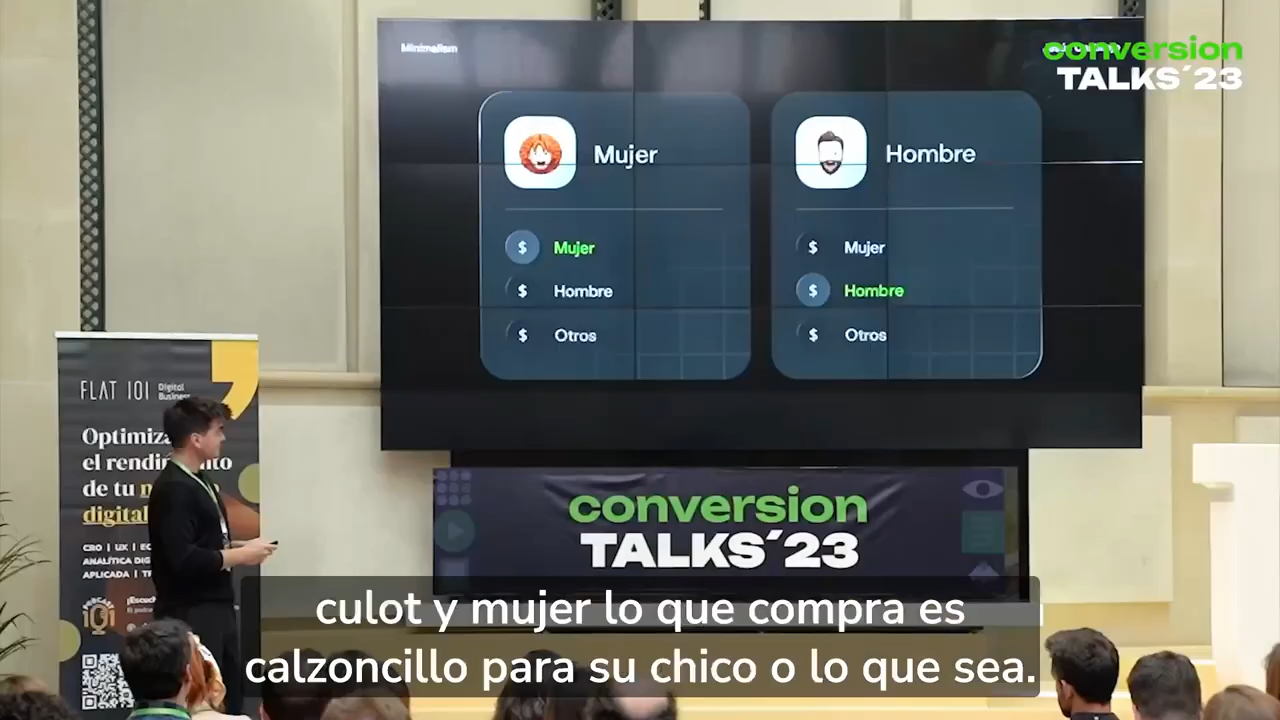 Minimalism
conversion
TALKS´23
Mujer
$ Mujer
$ Hombre
$ Otros
Hombre
$ Mujer
$ Hombre
$ Otros
FLAT 101
Digital
Business
Optimiza
el
de tu
digital
CRO | UX |
ANALÍTICA
APLICADA |
conversion
TALKS´23
culot y mujer lo que compra es
calzoncillo para su chico o lo que sea.